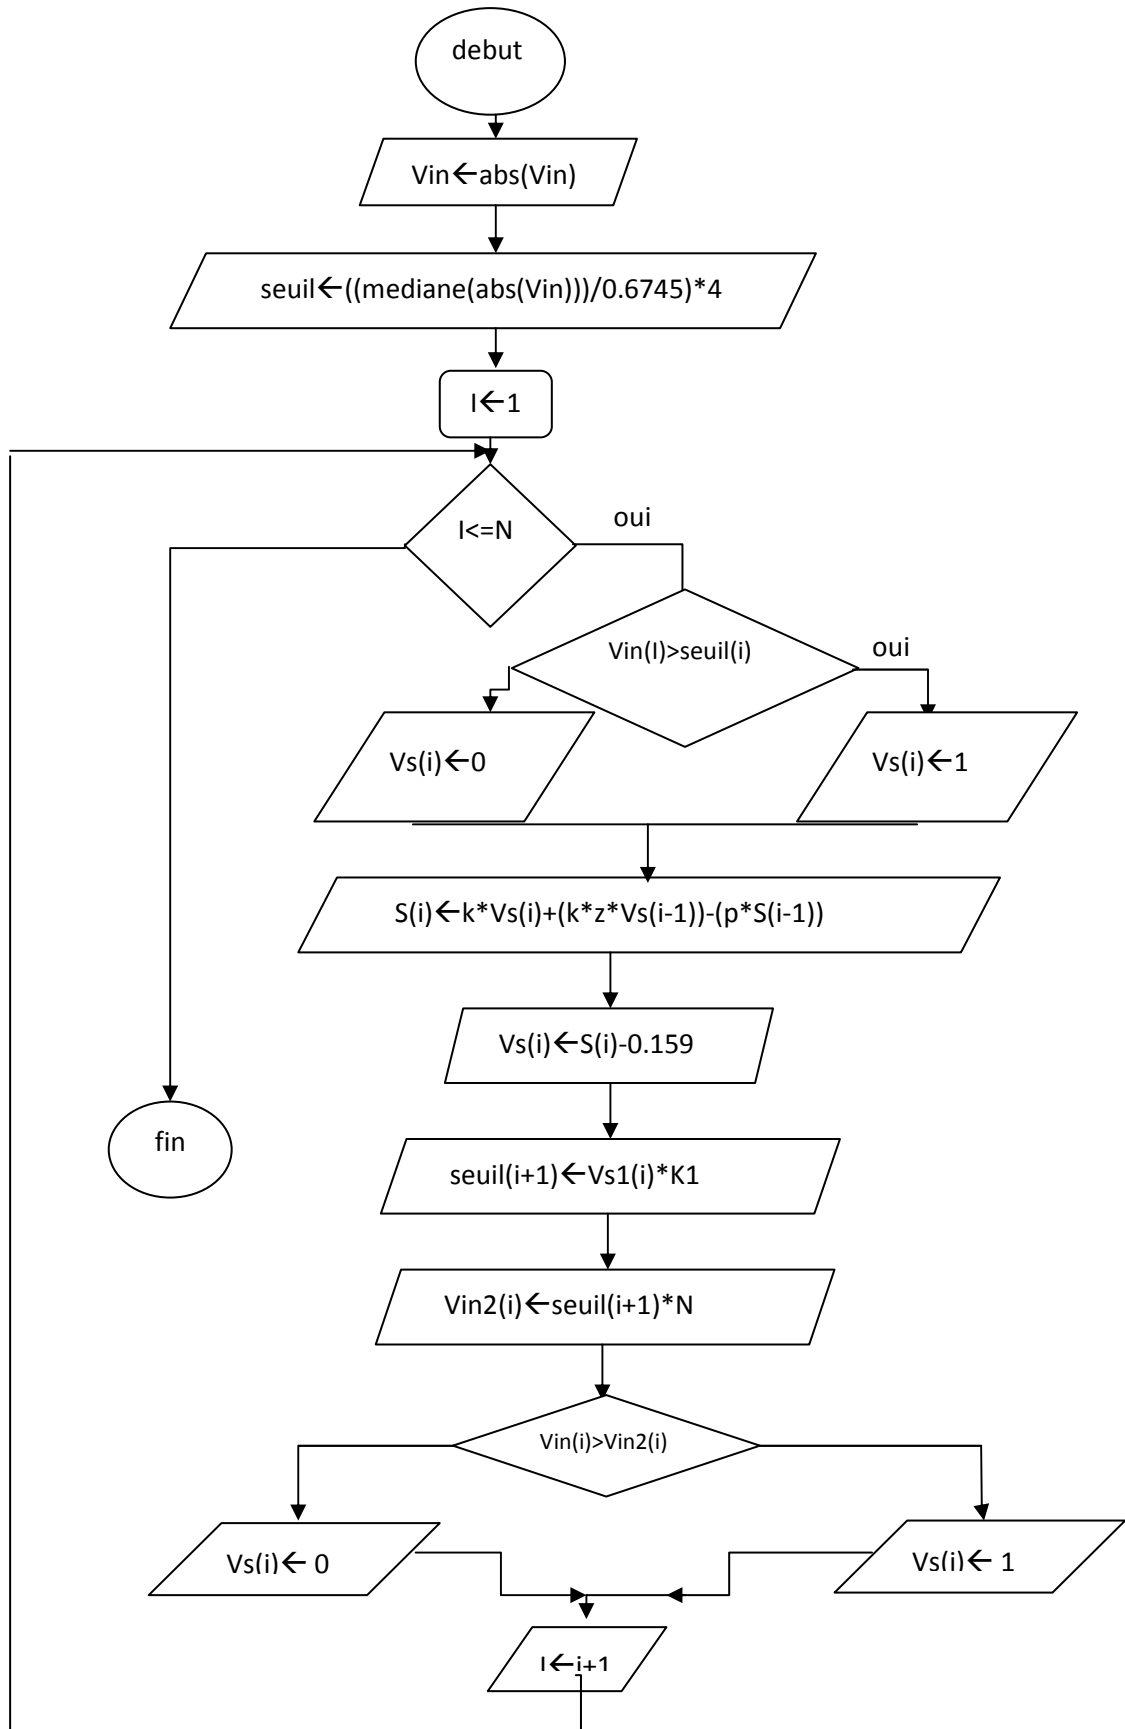 debut
Vin←abs(Vin)
seuil←((mediane(abs(Vin)))/0.6745)*4
I←1
I<=N
oui
Vin(I)>seuil(i)
oui
Vs(i)←0
Vs(i)←1
S(i)←k*Vs(i)+(k*z*Vs(i-1))-(p*S(i-1))
Vs(i)←S(i)-0.159
fin
seuil(i+1)←Vs1(i)*K1
Vin2(i)←seuil(i+1)*N
Vin(i)>Vin2(i)
Vs(i)← 0
Vs(i)← 1
I←i+1